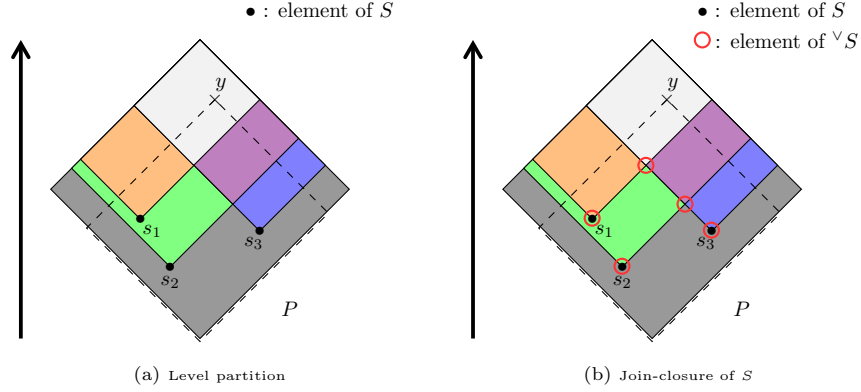 • : element of S
y
s₁
s₂
s₃
P
(a) Level partition
• : element of S
○ : element of ^∨S
y
s₁
s₂
s₃
P
(b) Join-closure of S